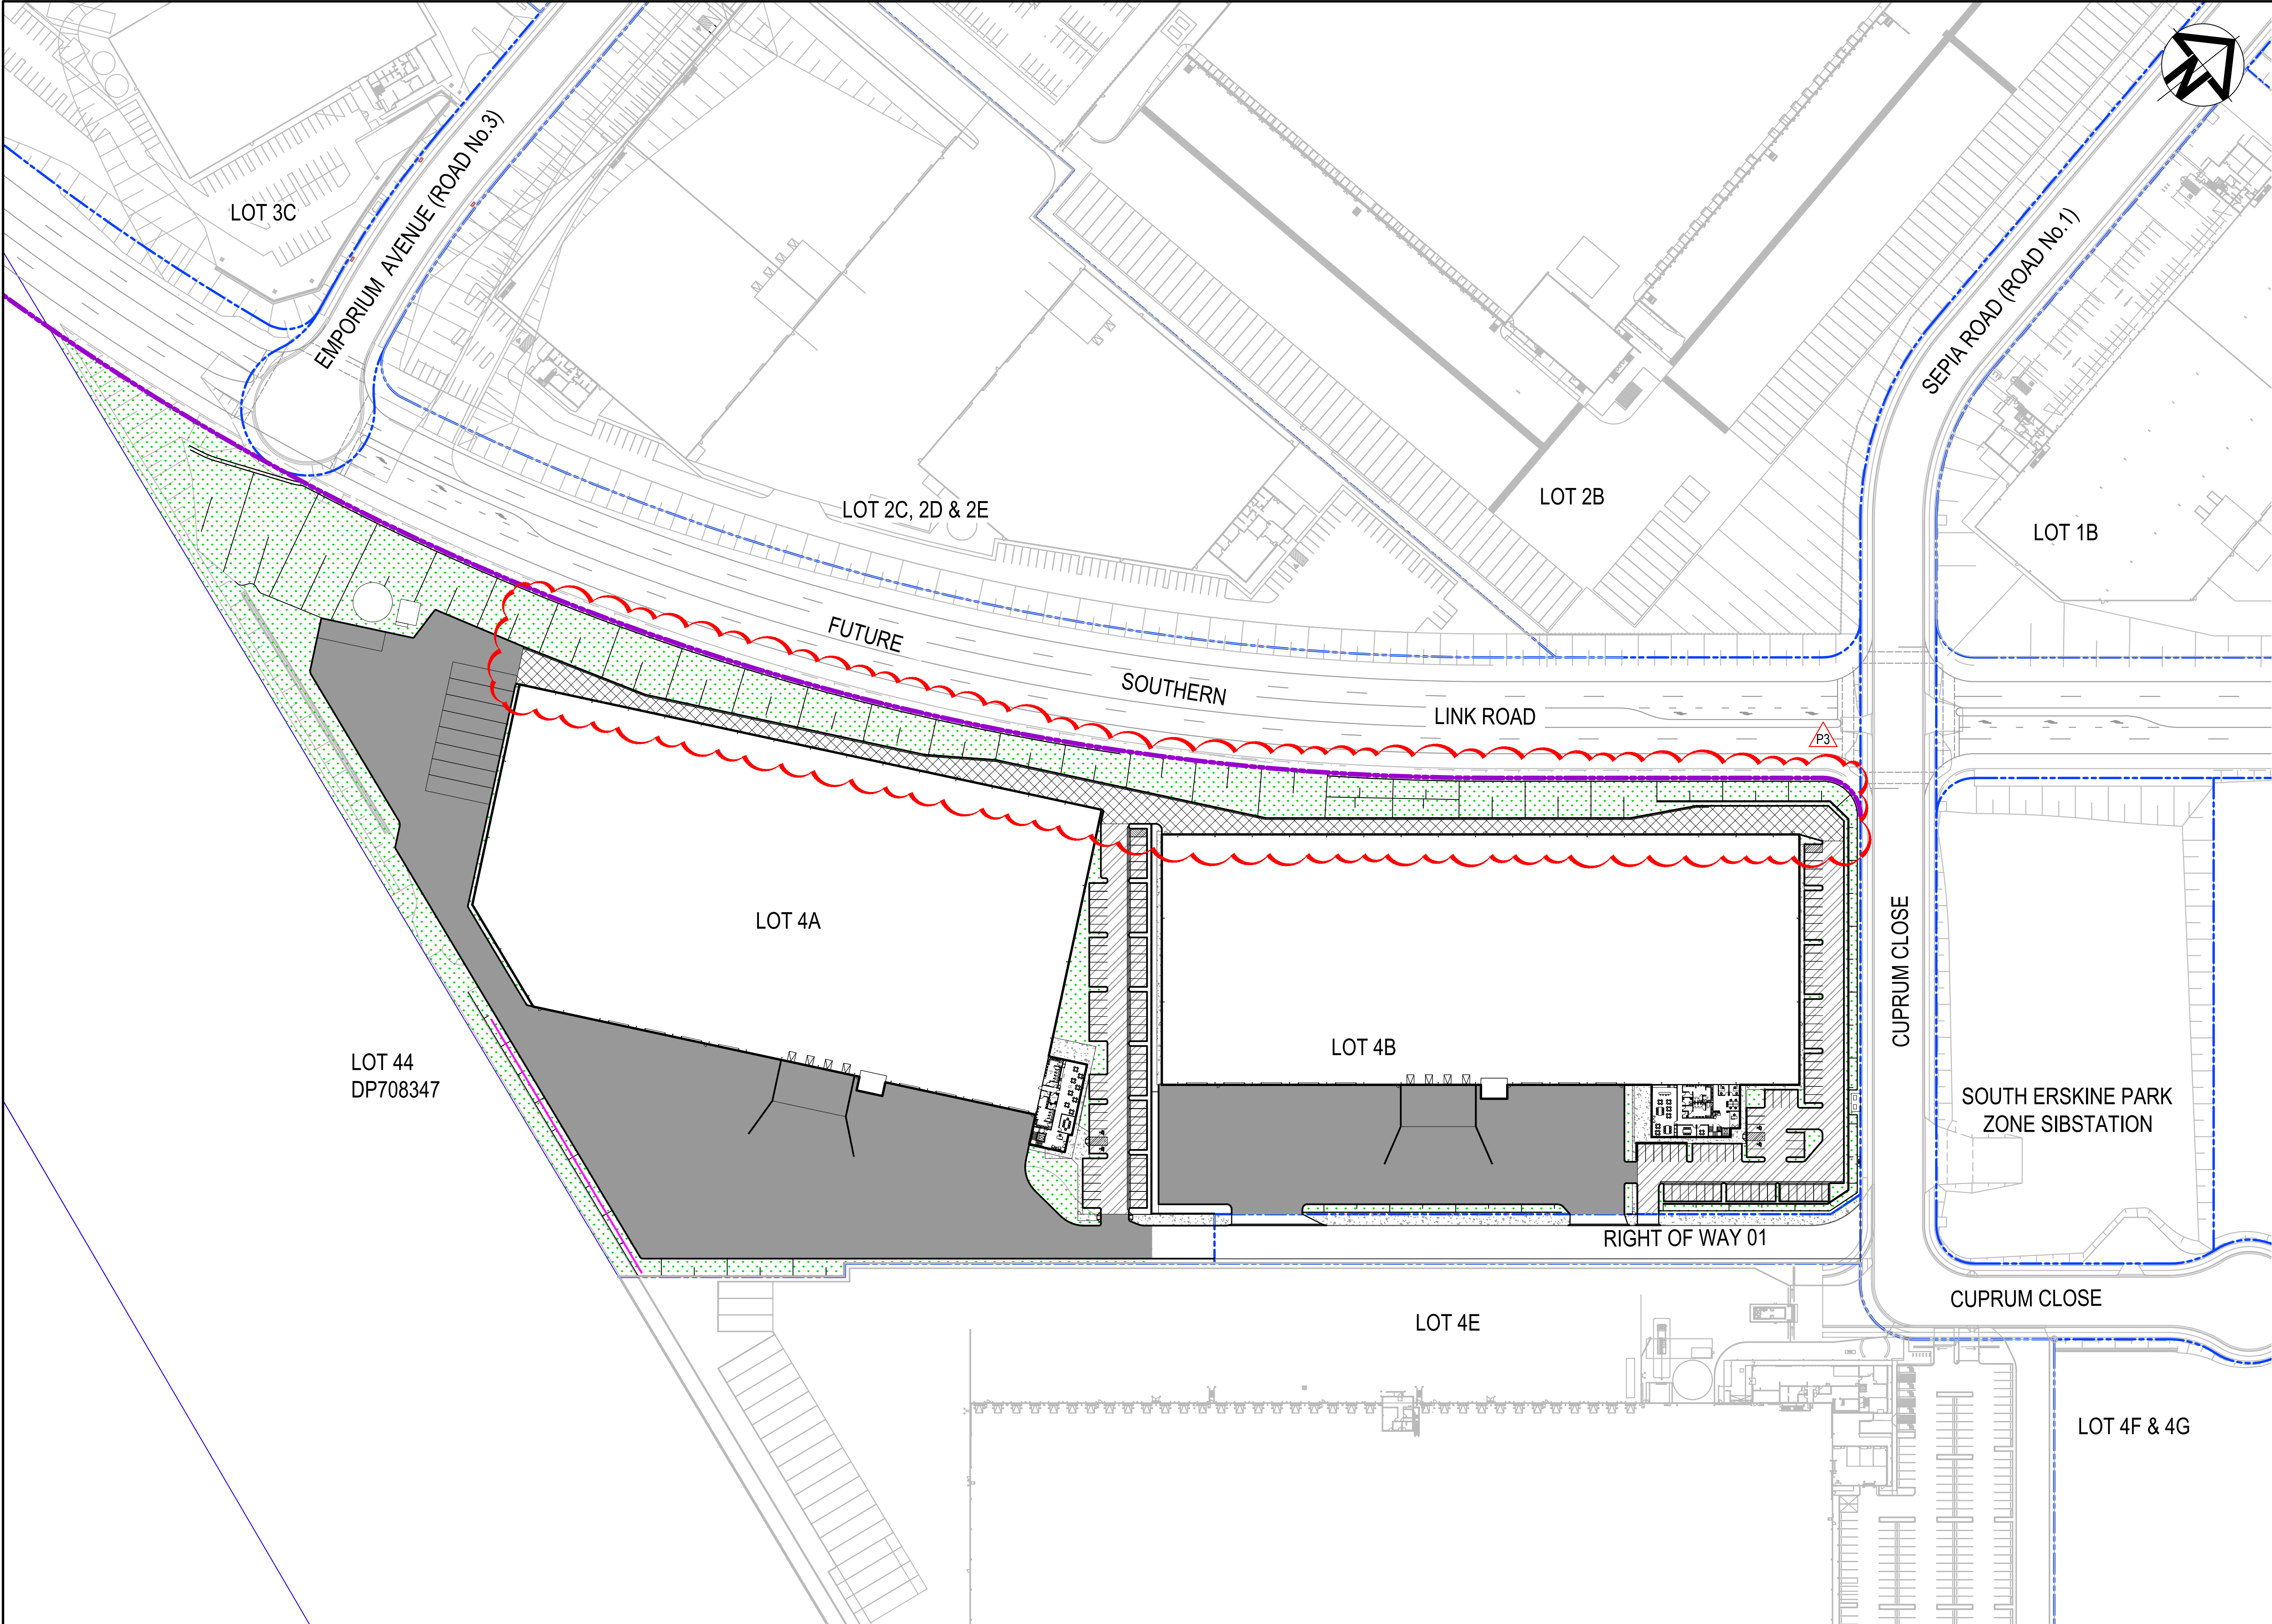 N
LOT 3C
EMPORIUM AVENUE (ROAD No.3)
SEPIA ROAD (ROAD No.1)
LOT 2C, 2D & 2E
LOT 2B
LOT 1B
FUTURE
SOUTHERN
LINK ROAD
P3
LOT 4A
LOT 4B
CUPRUM CLOSE
LOT 44
DP708347
SOUTH ERSKINE PARK
ZONE SIBSTATION
RIGHT OF WAY 01
CUPRUM CLOSE
LOT 4E
LOT 4F & 4G